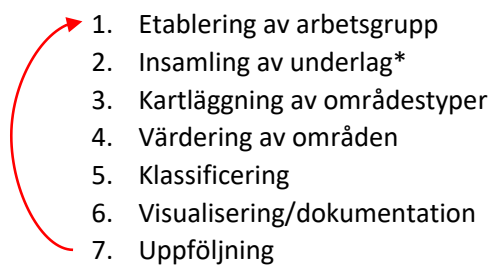 1. Etablering av arbetsgrupp
2. Insamling av underlag*
3. Kartläggning av områdestyper
4. Värdering av områden
5. Klassificering
6. Visualisering/dokumentation
7. Uppföljning